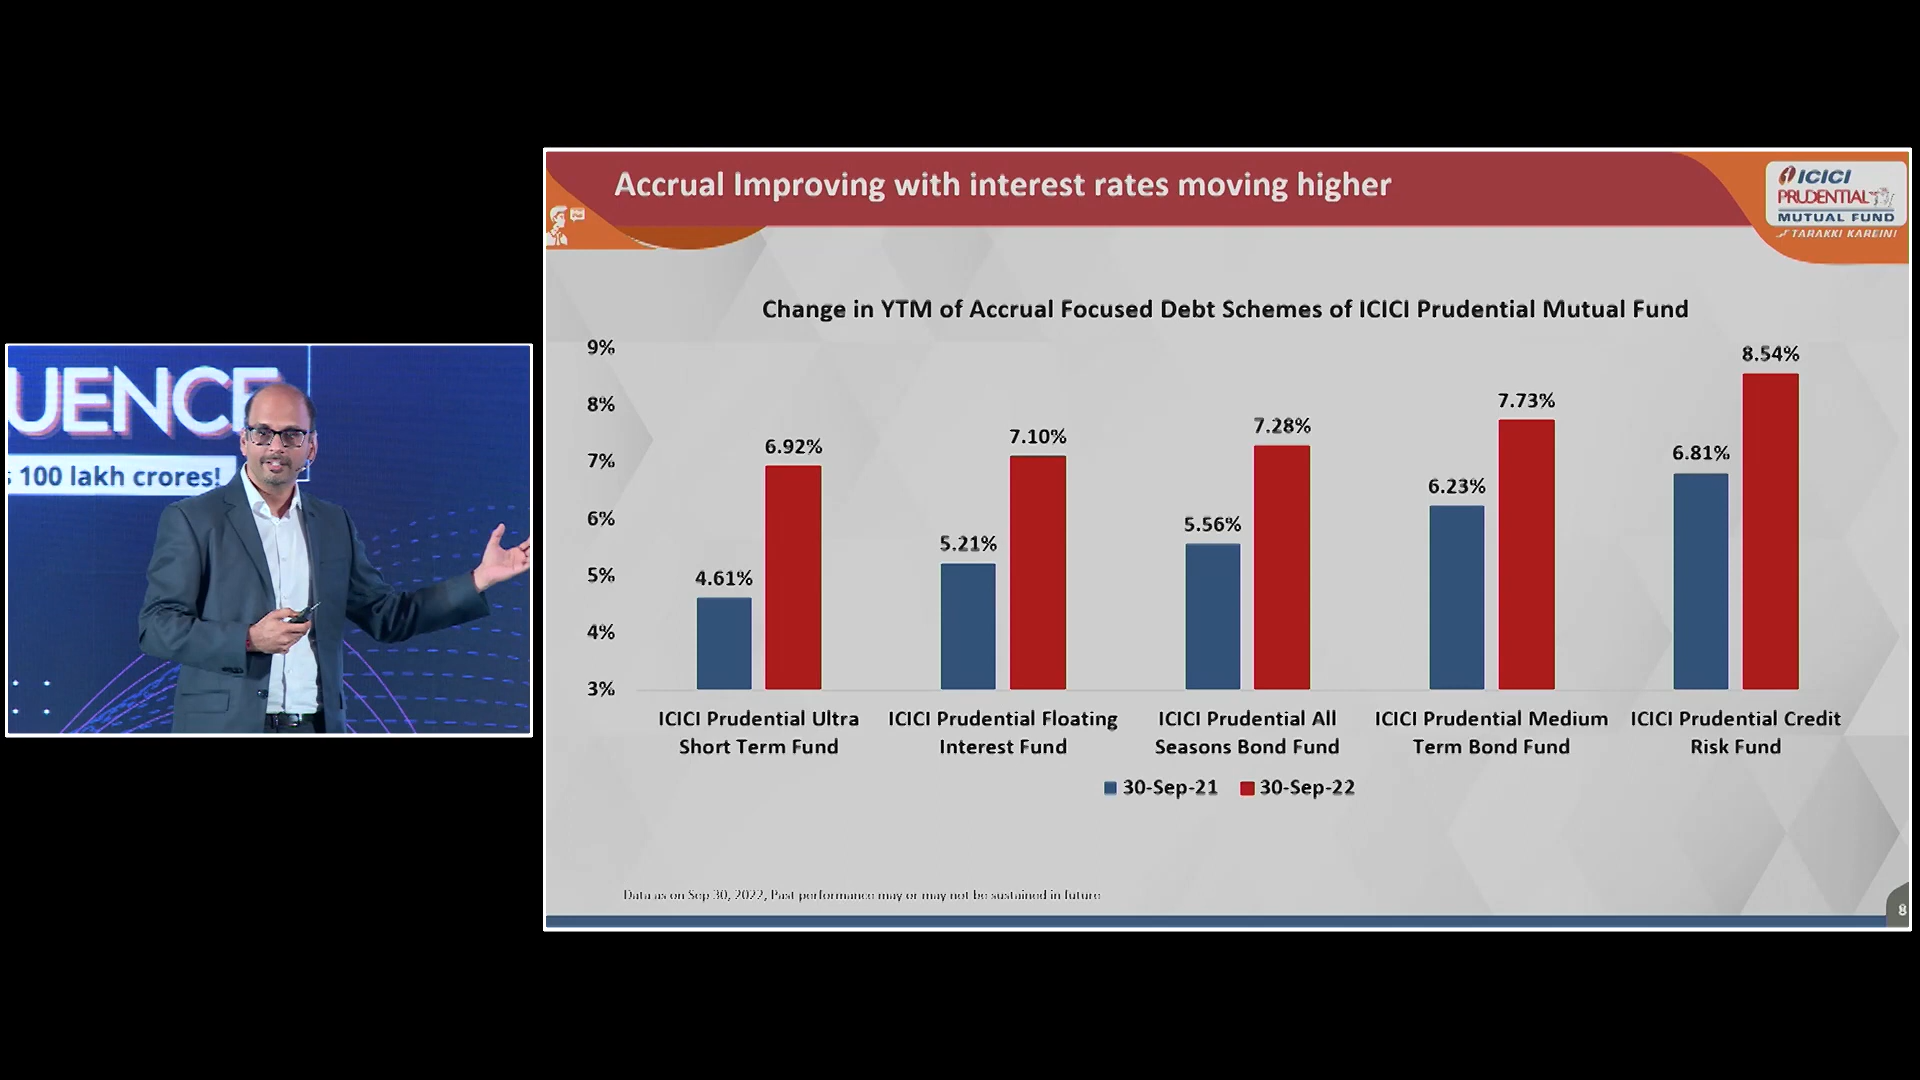 UENCE
100 lakh crores!
Accrual Improving with interest rates moving higher
ICICI
PRUDENTIAL
MUTUAL FUND
TARAKKI KAREIN!
Change in YTM of Accrual Focused Debt Schemes of ICICI Prudential Mutual Fund
9%
8%
7%
6%
5%
4%
3%
4.61%
6.92%
5.21%
7.10%
5.56%
7.28%
6.23%
7.73%
6.81%
8.54%
ICICI Prudential Ultra
Short Term Fund
ICICI Prudential Floating
Interest Fund
ICICI Prudential All
Seasons Bond Fund
ICICI Prudential Medium
Term Bond Fund
ICICI Prudential Credit
Risk Fund
30-Sep-21
30-Sep-22
Data as on Sep 30, 2022, Past performance may or may not be sustained in future
8